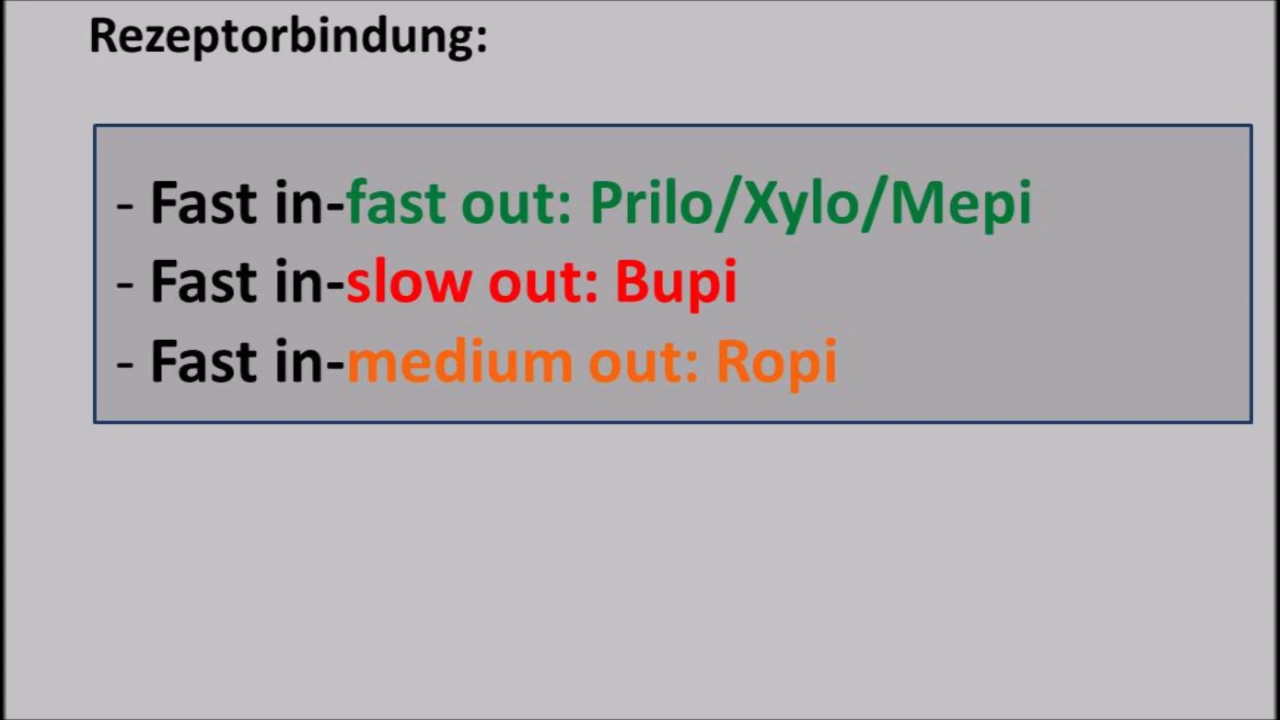 Rezeptorbindung:
- Fast in-fast out: Prilo/Xylo/Mepi
- Fast in-slow out: Bupi
- Fast in-medium out: Ropi